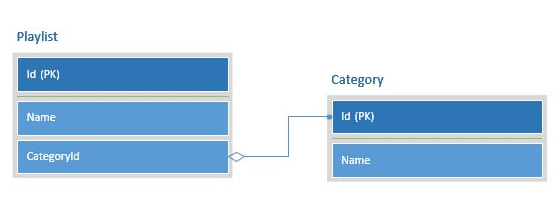 Playlist
Id (PK)
Name
CategoryId
Category
Id (PK)
Name